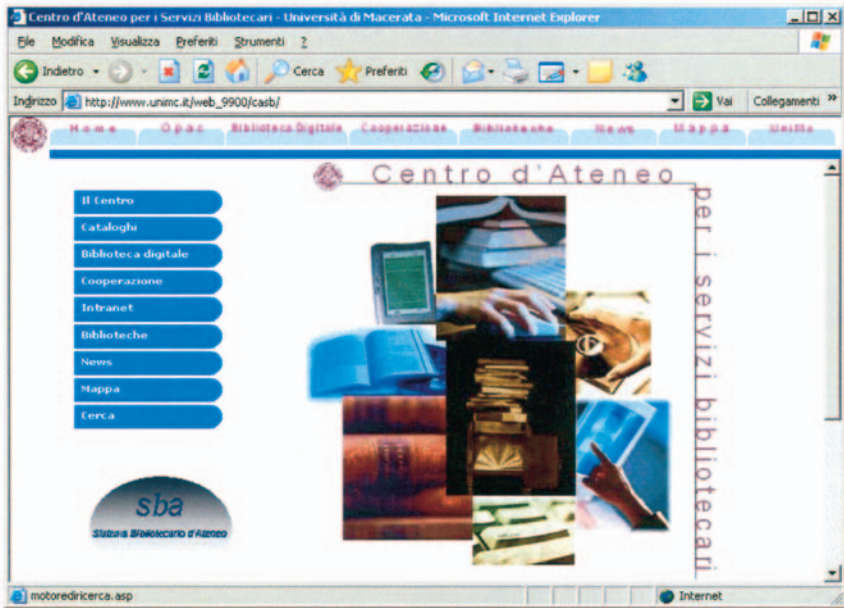 Centro d'Ateneo per i Servizi Bibliotecari - Università di Macerata - Microsoft Internet Explorer
File Modifica Visualizza Preferiti Strumenti ?
Indietro Cerca Preferiti
Indirizzo http://www.unimc.it/web_9900/casb/ Vai Collegamenti »
Home Opac Biblioteca Digitale Cooperazione Biblioteche News Mappa UniMc
Centro d'Ateneo
per i servizi bibliotecari
Il Centro
Cataloghi
Biblioteca digitale
Cooperazione
Intranet
Biblioteche
News
Mappa
Cerca
sba
Sistema Bibliotecario d'Ateneo
motorediricerca.asp Internet